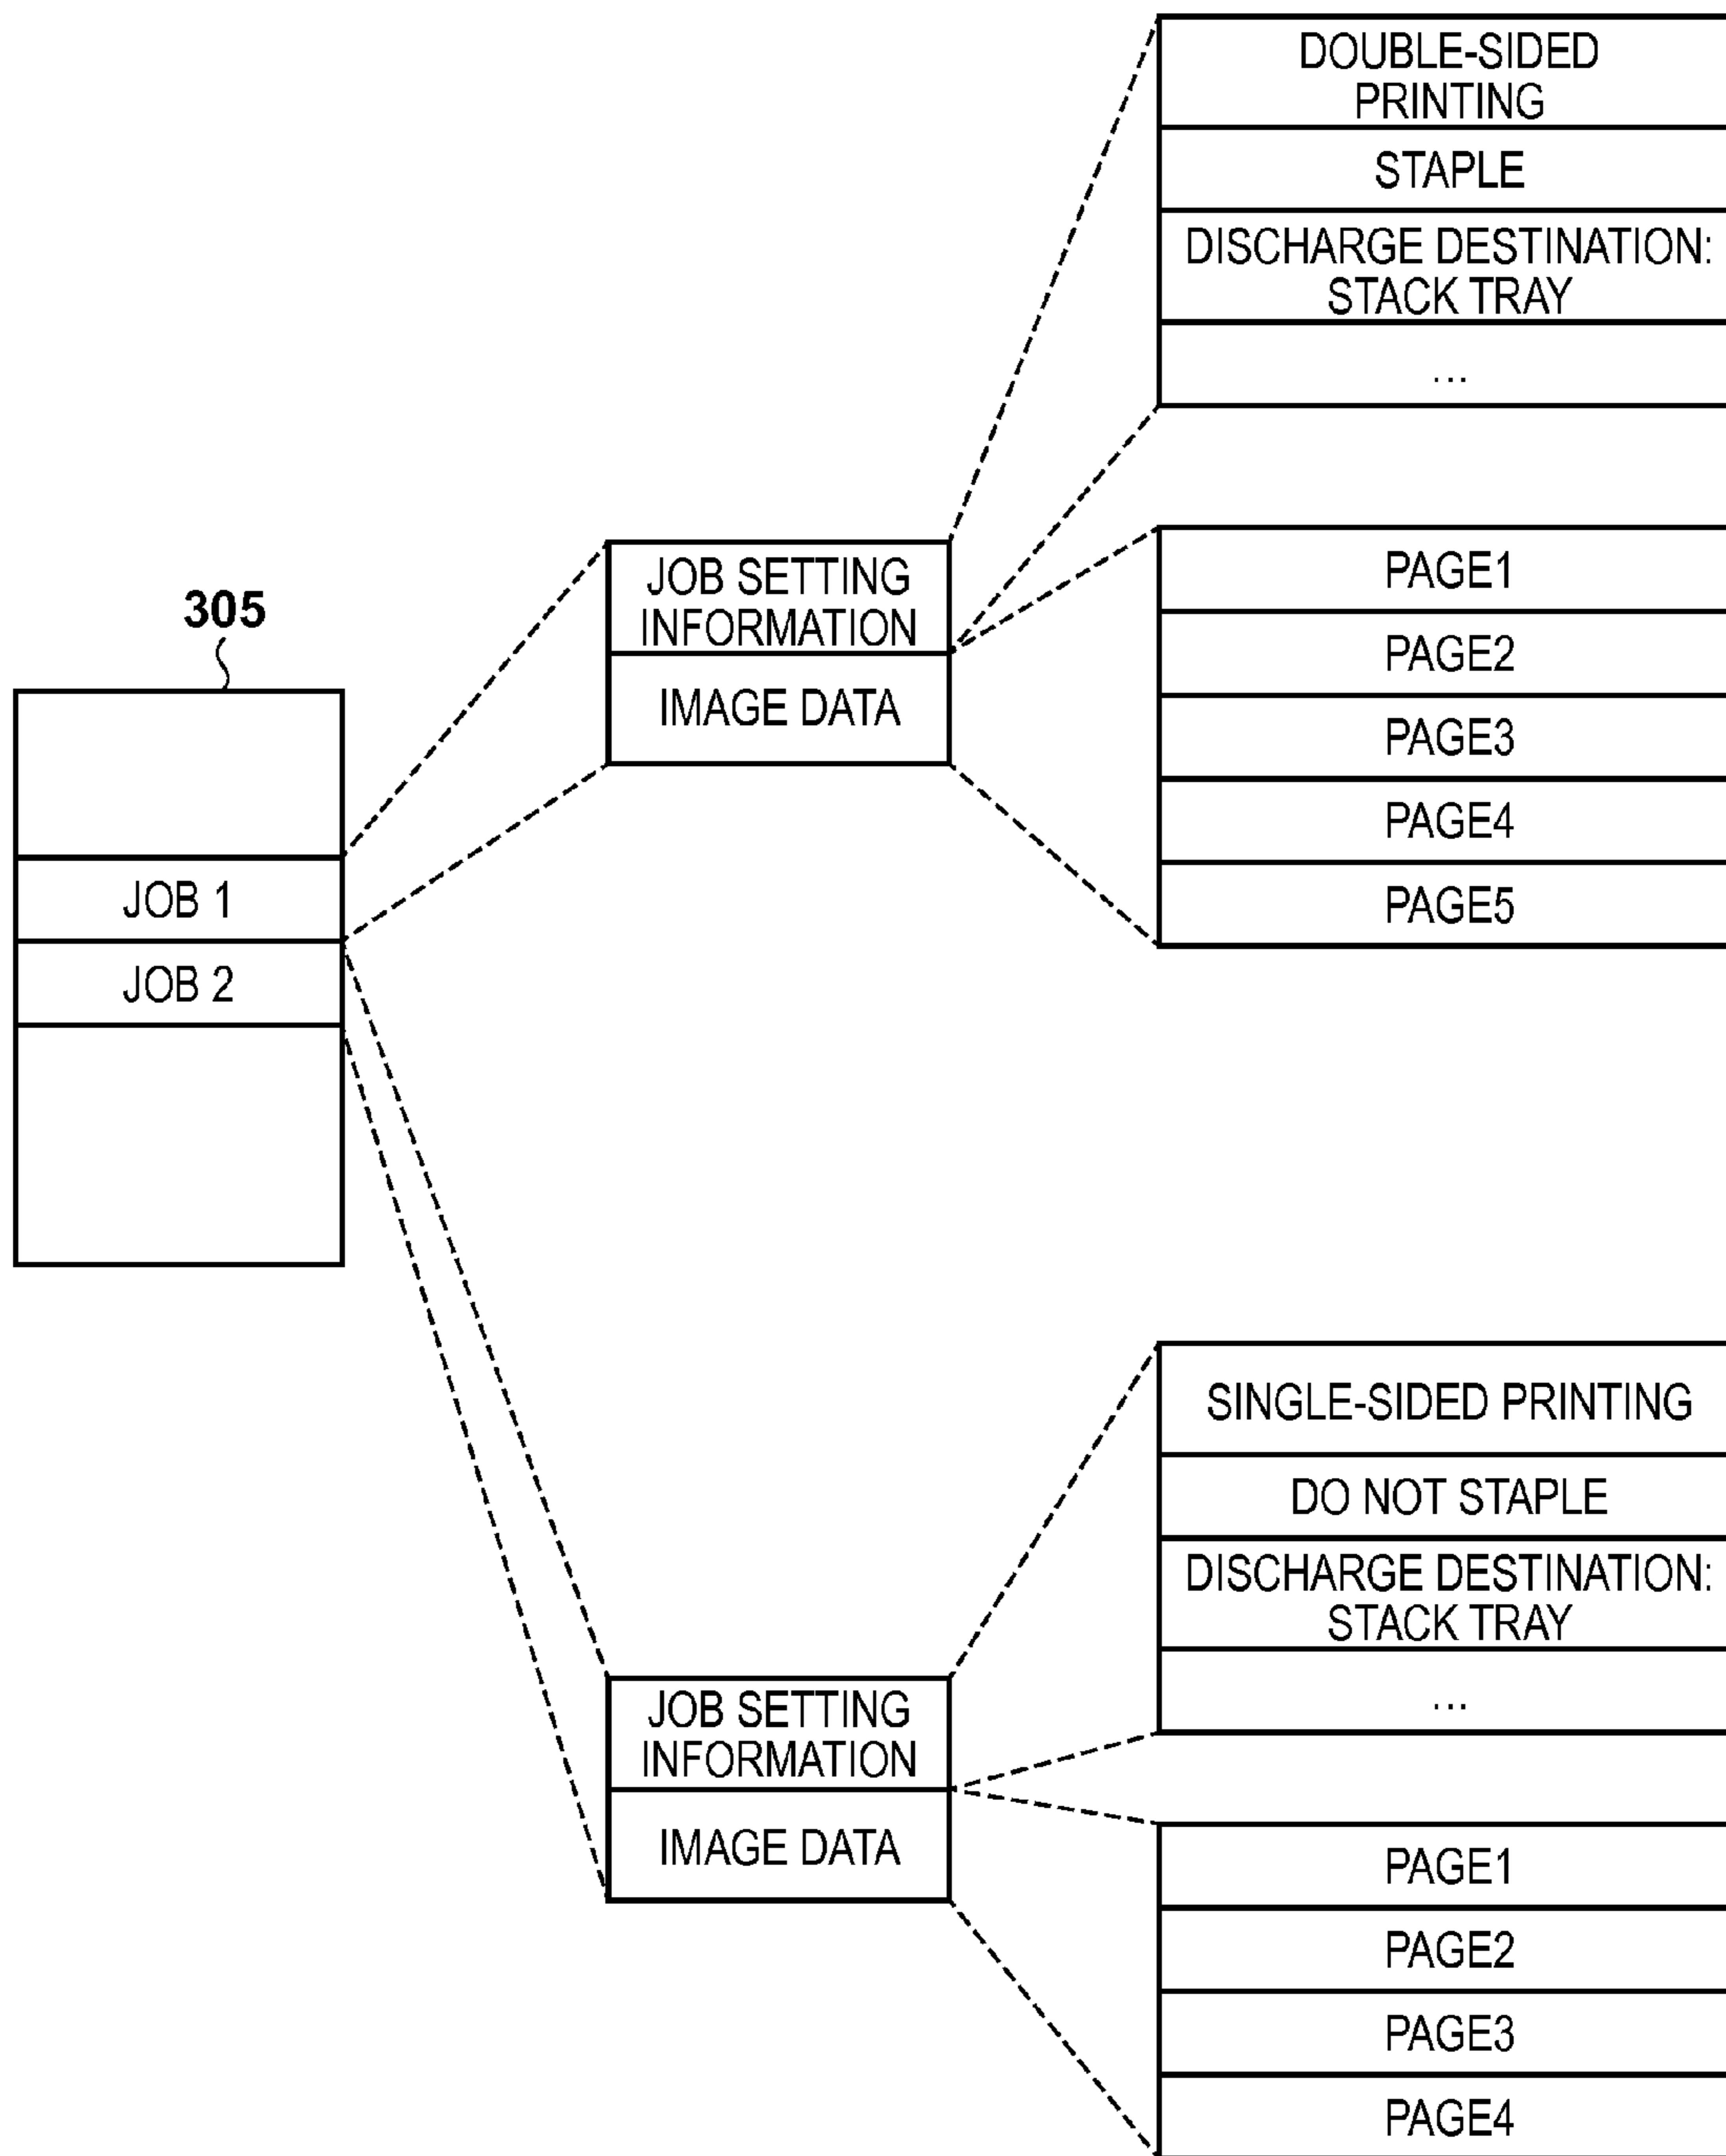 305
JOB 1
JOB 2
JOB SETTING
INFORMATION
IMAGE DATA
DOUBLE-SIDED
PRINTING
STAPLE
DISCHARGE DESTINATION:
STACK TRAY
...
PAGE1
PAGE2
PAGE3
PAGE4
PAGE5
JOB SETTING
INFORMATION
IMAGE DATA
SINGLE-SIDED PRINTING
DO NOT STAPLE
DISCHARGE DESTINATION:
STACK TRAY
...
PAGE1
PAGE2
PAGE3
PAGE4